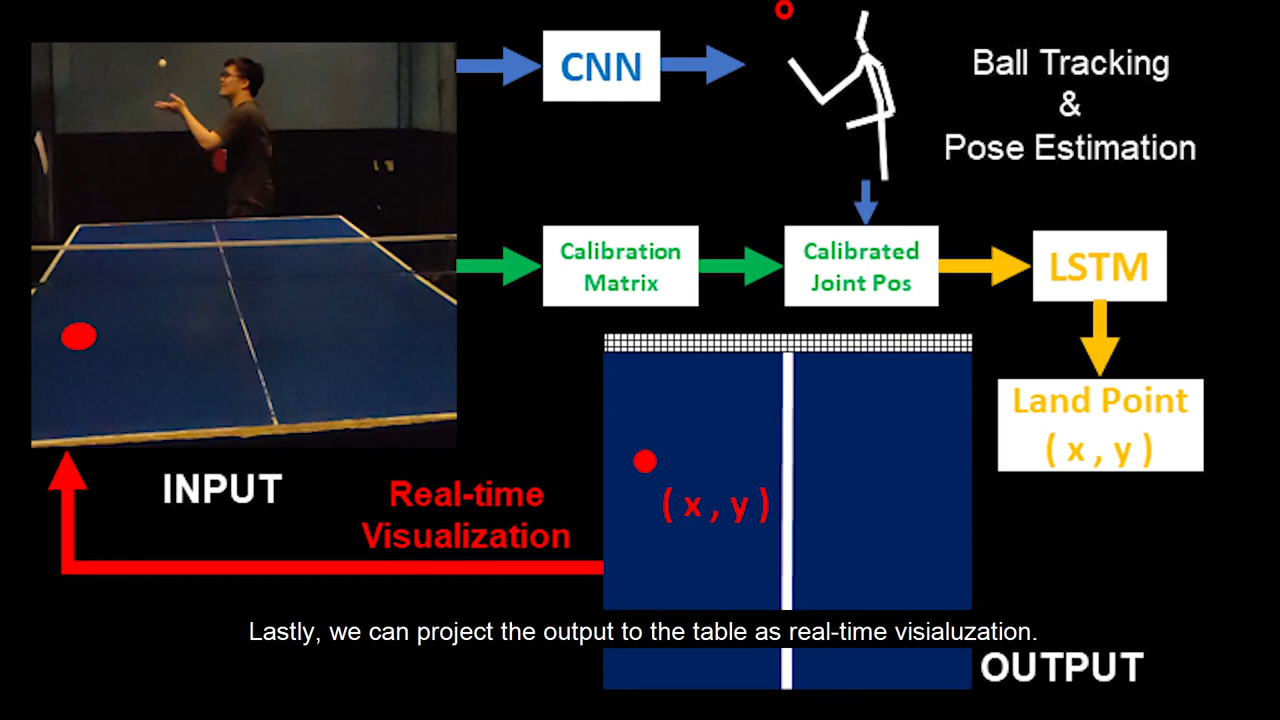 CNN
Ball Tracking
&
Pose Estimation
Calibration
Matrix
Calibrated
Joint Pos
LSTM
Land Point
( x , y )
INPUT
Real-time
Visualization
( x , y )
Lastly, we can project the output to the table as real-time visialuzation.
OUTPUT